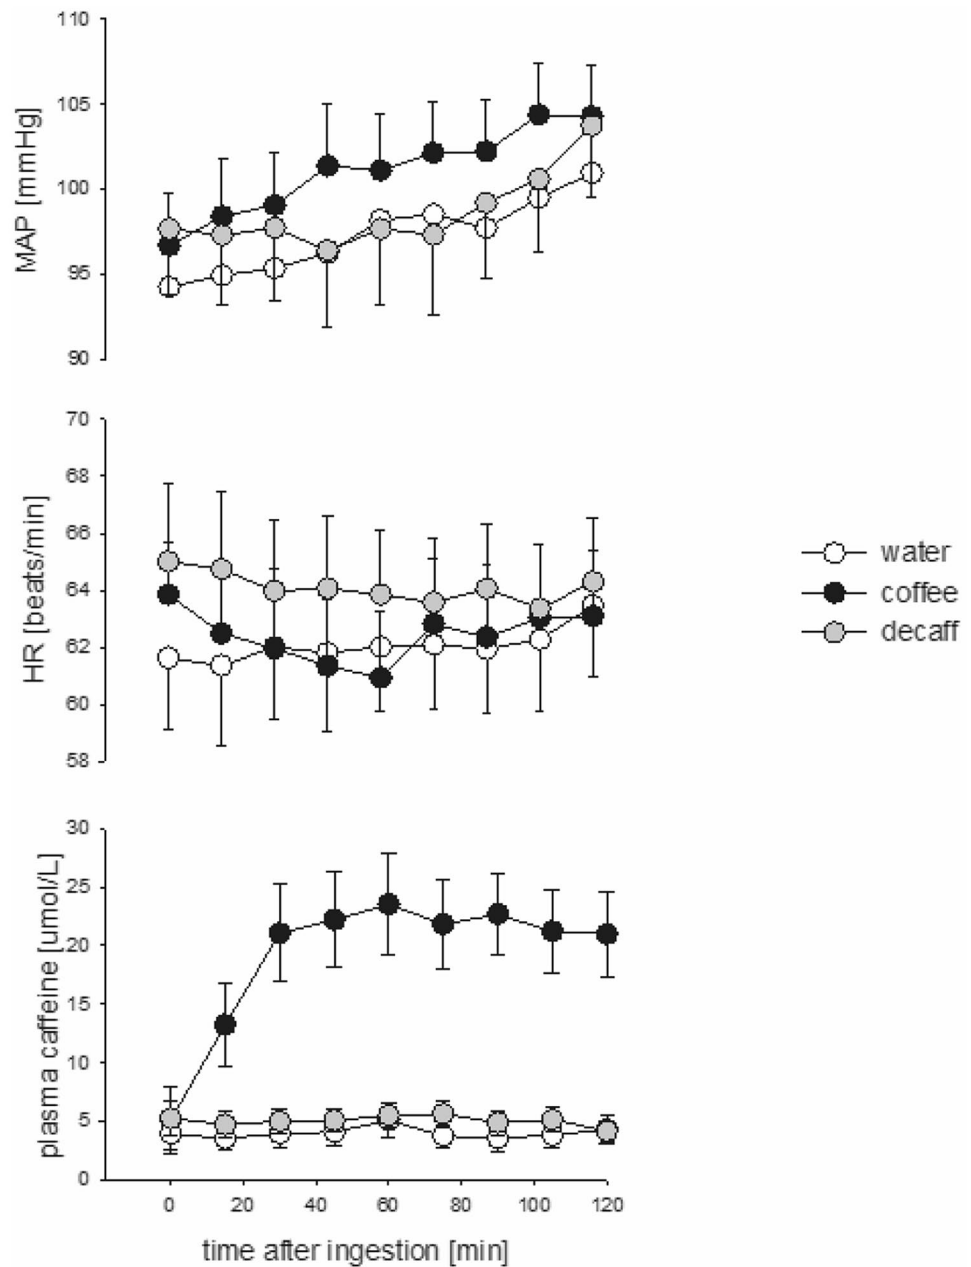 110
105
100
95
90
MAP [mmHg]
70
68
66
64
62
60
58
HR [beats/min]
water
coffee
decaff
30
25
20
15
10
5
0
plasma caffeine [umol/L]
0 20 40 60 80 100 120
time after ingestion [min]